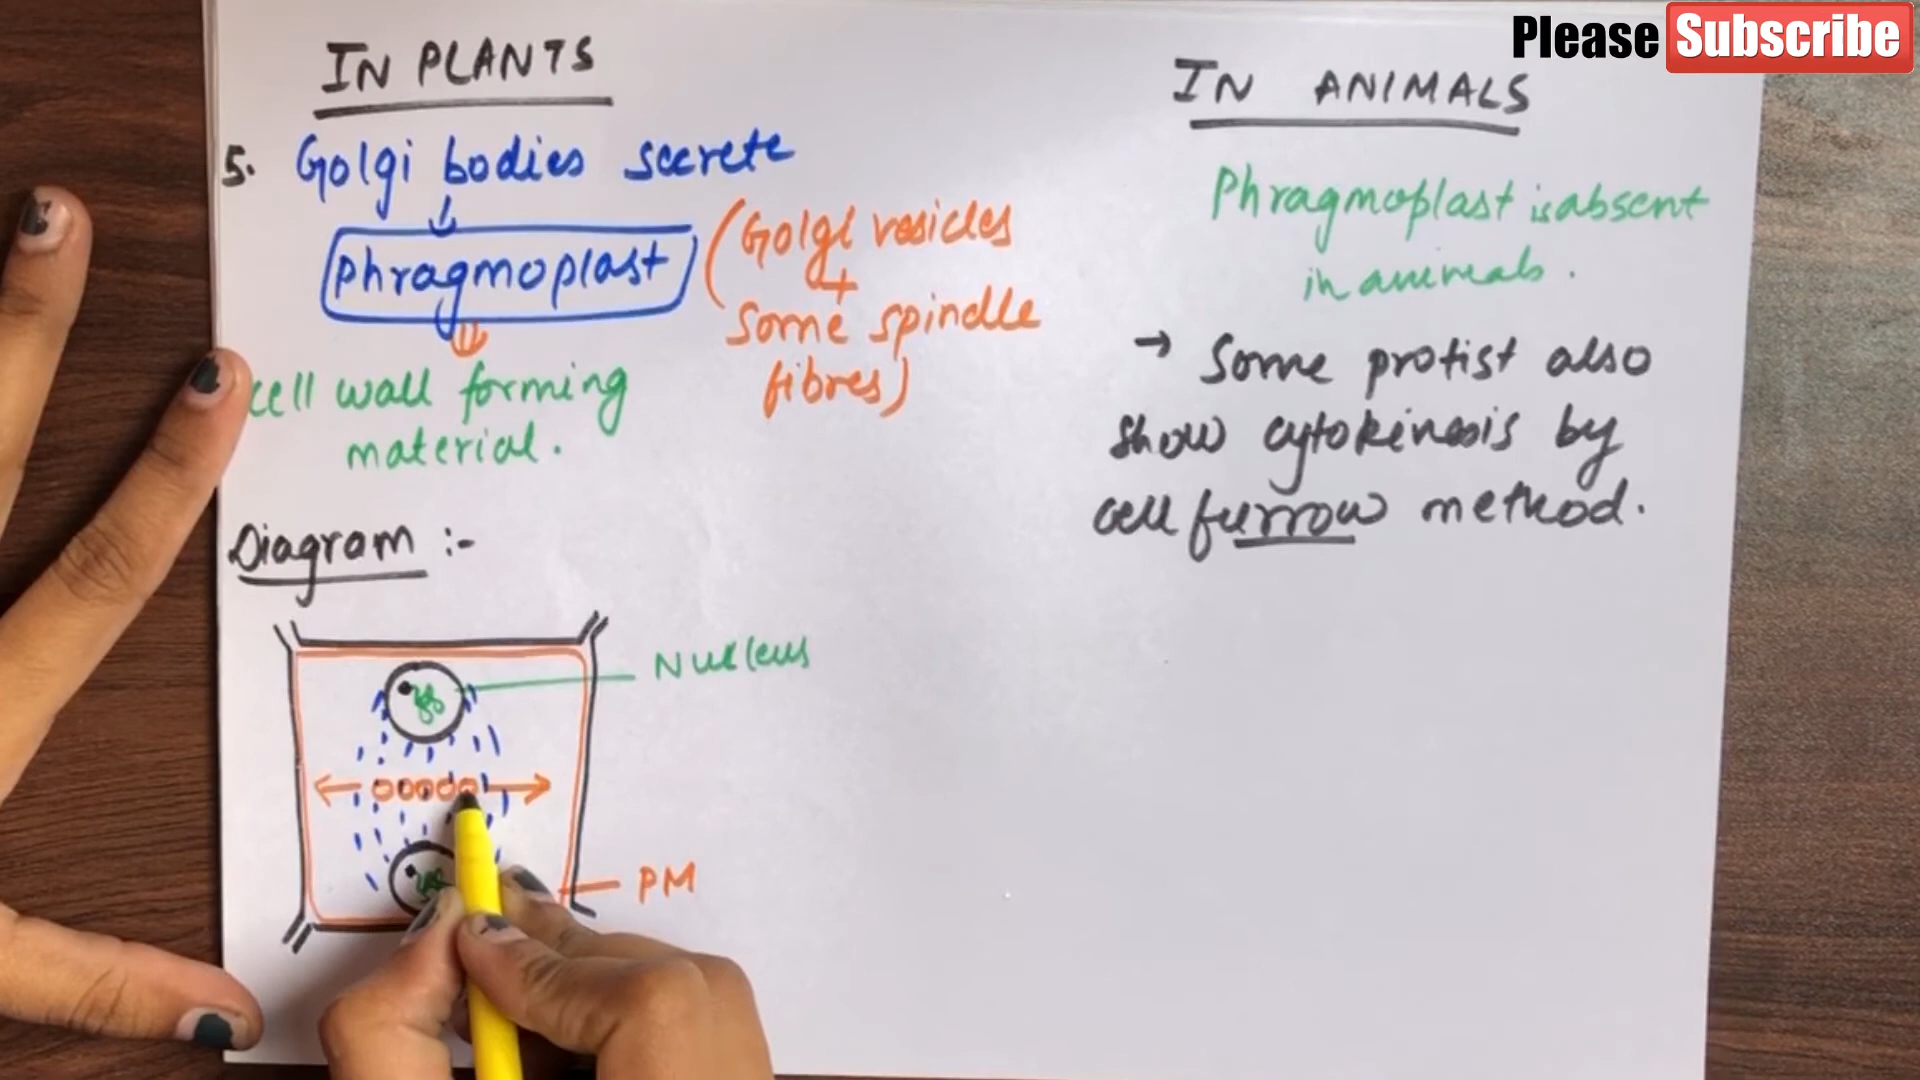 Please Subscribe
IN PLANTS
5. Golgi bodies secrete
Phragmoplast
(Golgi vesicles
+
Some spindle
fibres)
cell wall forming
material.
Diagram :-
Nucleus
PM
IN ANIMALS
Phragmoplast is absent
in animals.
→ Some protist also
show cytokinesis by
cell furrow method.